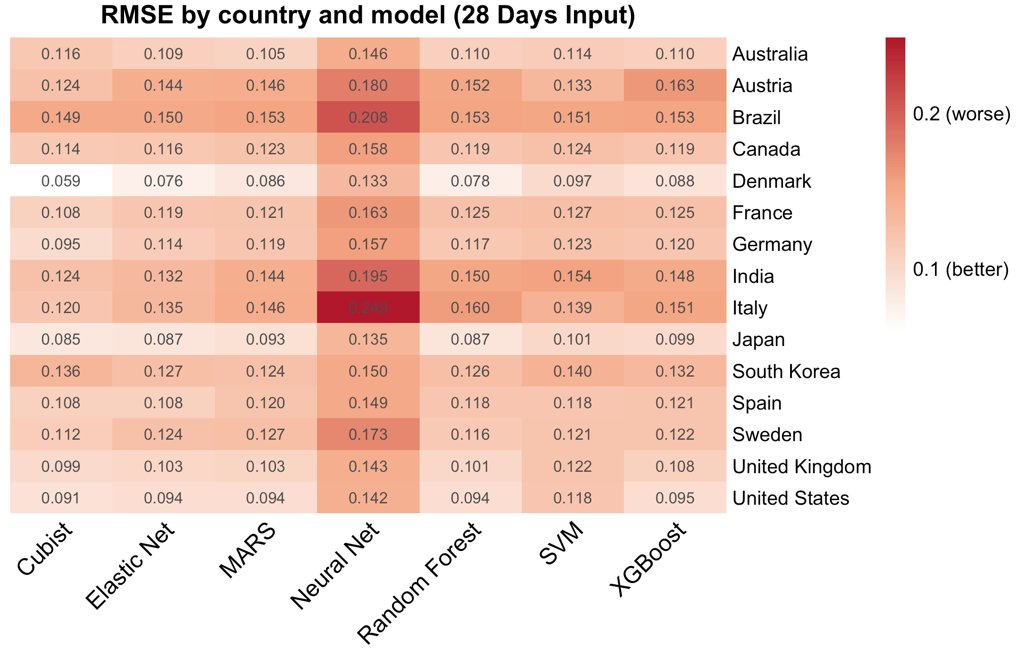 RMSE by country and model (28 Days Input)
0.116 0.109 0.105 0.146 0.110 0.114 0.110 Australia
0.124 0.144 0.146 0.180 0.152 0.133 0.163 Austria
0.149 0.150 0.153 0.208 0.153 0.151 0.153 Brazil
0.114 0.116 0.123 0.158 0.119 0.124 0.119 Canada
0.059 0.076 0.086 0.133 0.078 0.097 0.088 Denmark
0.108 0.119 0.121 0.163 0.125 0.127 0.125 France
0.095 0.114 0.119 0.157 0.117 0.123 0.120 Germany
0.124 0.132 0.144 0.195 0.150 0.154 0.148 India
0.120 0.135 0.146 0.249 0.160 0.139 0.151 Italy
0.085 0.087 0.093 0.135 0.087 0.101 0.099 Japan
0.136 0.127 0.124 0.150 0.126 0.140 0.132 South Korea
0.108 0.108 0.120 0.149 0.118 0.118 0.121 Spain
0.112 0.124 0.127 0.173 0.116 0.121 0.122 Sweden
0.099 0.103 0.103 0.143 0.101 0.122 0.108 United Kingdom
0.091 0.094 0.094 0.142 0.094 0.118 0.095 United States
Cubist Elastic Net MARS Neural Net Random Forest SVM XGBoost
0.2 (worse)
0.1 (better)